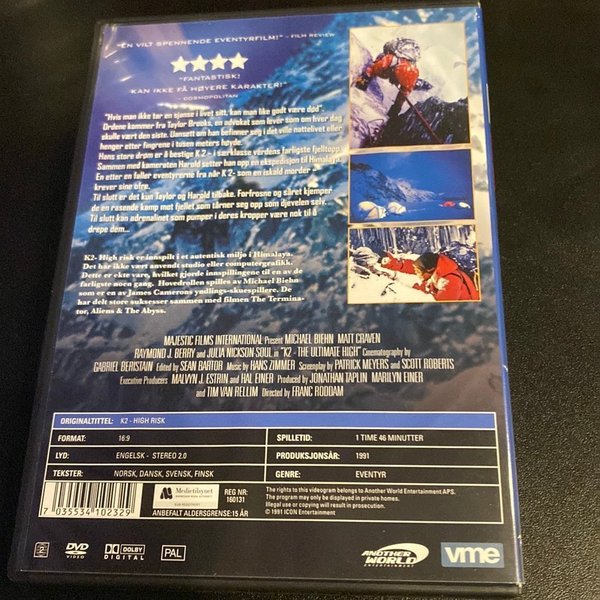 "EN VILT SPENNENDE EVENTYRFILM!" – FILM REVIEW
"FANTASTISK!
KAN IKKE FÅ HØYERE KARAKTER!"
– COSMOPOLITAN
"Hvis man ikke tar en sjanse i livet sitt, kan man like godt være død".
Ordene kommer fra Taylor Brooks, en advokat som lever som om hver dag
skulle vært den siste. Uansett om han befinner seg i det ville nattelivet eller
henger etter fingrene i tusen meters høyde.
Hans store drøm er å bestige K2 - i særklasse verdens farligste fjelltopp.
Sammen med kameraten Harold setter han opp en ekspedisjon til Himalaya.
En etter en faller eventyrerne fra når K2 - som en iskald morder -
krever sine ofre.
Til slutt er det kun Taylor og Harold tilbake. Forfrosne og såret kjemper
de en rasende kamp mot fjellet som tårner seg opp som djevelen selv.
Til slutt kan adrenalinet som pumper i deres kropper være nok til å
drepe dem...
K2- High risk er innspilt i et autentisk miljø i Himalaya.
Det har ikke vært anvendt studio eller computergrafikk.
Dette er ekte vare, hvilket gjorde innspillingene til en av de
farligste noen gang. Hovedrollen spilles av Michael Biehn
som er en av James Camerons yndlings-skuespillere. De
har delt store suksesser sammen med filmen The Termina-
tor, Aliens & The Abyss.
MAJESTIC FILMS INTERNATIONAL Present MICHAEL BIEHN MATT CRAVEN
RAYMOND J. BERRY and JULIA NICKSON SOUL in "K2 - THE ULTIMATE HIGH" Cinematography by
GABRIEL BERISTAIN Edited by SEAN BARTOR Music by HANS ZIMMER Screenplay by PATRICK MEYERS and SCOTT ROBERTS
Executive Producers MALVYN J. ESTRIN and HAL EINER Produced by JONATHAN TAPLIN MARILYN EINER
and TIM VAN RELLIM Directed by FRANC RODDAM
ORIGINALTITTEL: K2 - HIGH RISK
FORMAT: 16:9 SPILLETID: 1 TIME 46 MINUTTER
LYD: ENGELSK - STEREO 2.0 PRODUKSJONSÅR: 1991
TEKSTER: NORSK, DANSK, SVENSK, FINSK GENRE: EVENTYR
7 035534 102329
Medietilsynet
REG NR:
160131
ANBEFALT ALDERSGRENSE:15 ÅR
The rights to this videogram belongs to Another World Entertainment APS.
The program may only be displayed in private homes.
Illegal use or copying will result in prosecution.
© 1991 ICON Entertainment
2
DVD
VIDEO
DOLBY
DIGITAL
PAL
ANOTHER
WORLD
Entertainment
vme